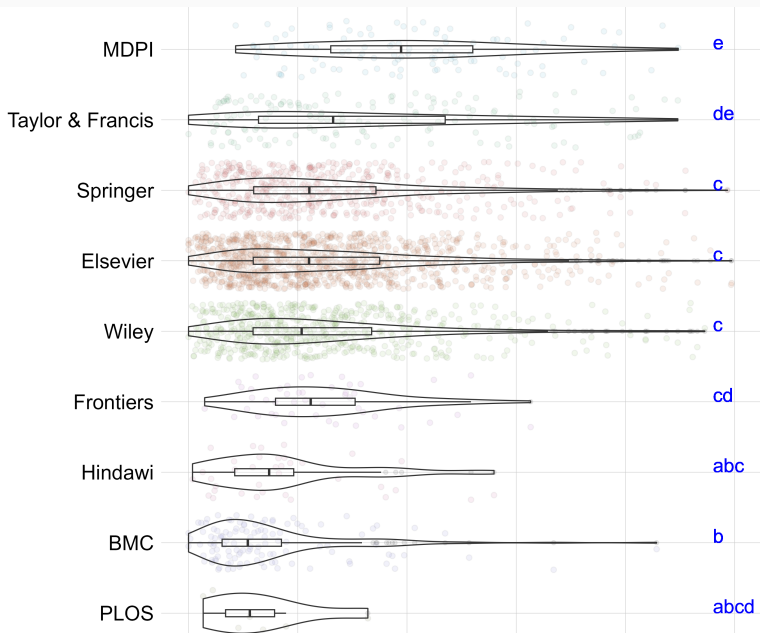 MDPI e
Taylor & Francis de
Springer c
Elsevier c
Wiley c
Frontiers cd
Hindawi abc
BMC b
PLOS abcd